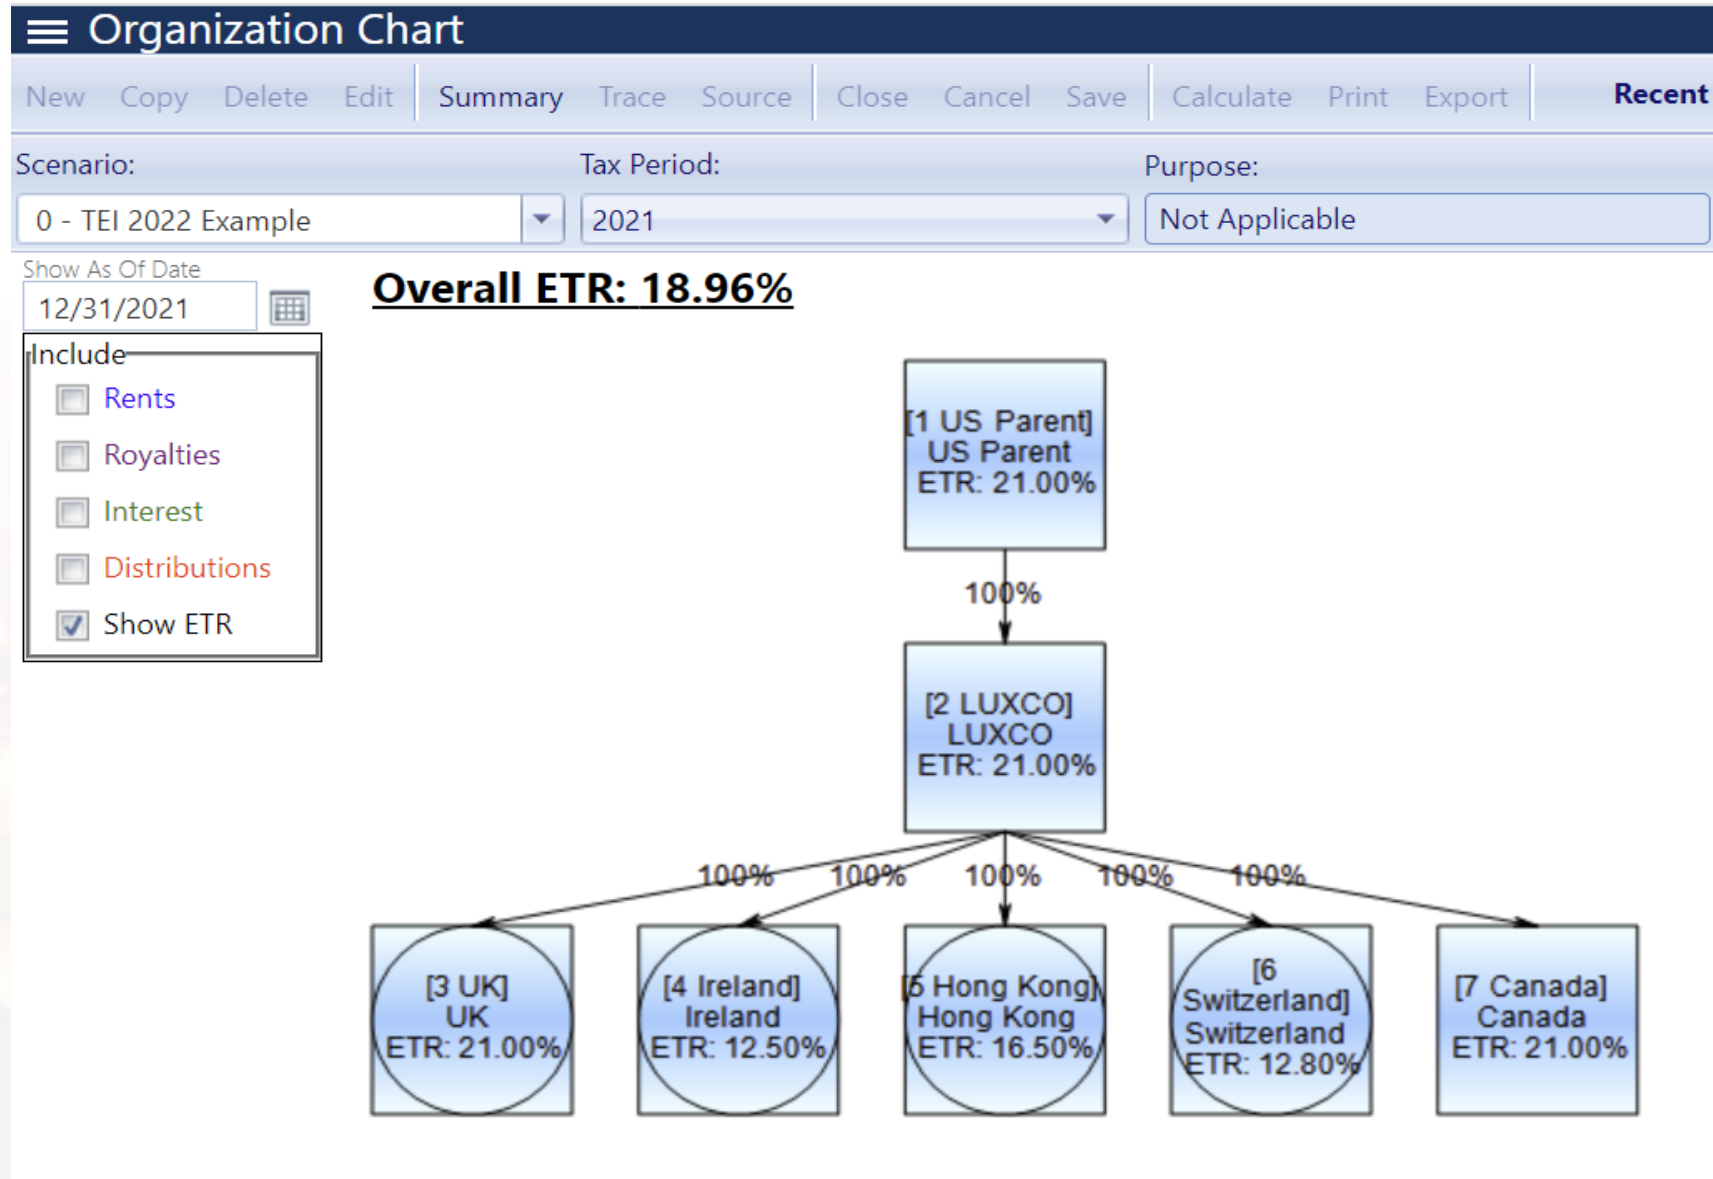 Organization Chart
New Copy Delete Edit Summary Trace Source Close Cancel Save Calculate Print Export Recent
Scenario: Tax Period: Purpose:
0 - TEI 2022 Example 2021 Not Applicable
Show As Of Date
12/31/2021
Overall ETR: 18.96%
Include
Rents
Royalties
Interest
Distributions
Show ETR
[1 US Parent]
US Parent
ETR: 21.00%
100%
[2 LUXCO]
LUXCO
ETR: 21.00%
100% 100% 100% 100% 100%
[3 UK]
UK
ETR: 21.00%
[4 Ireland]
Ireland
ETR: 12.50%
[5 Hong Kong]
Hong Kong
ETR: 16.50%
[6
Switzerland]
Switzerland
ETR: 12.80%
[7 Canada]
Canada
ETR: 21.00%